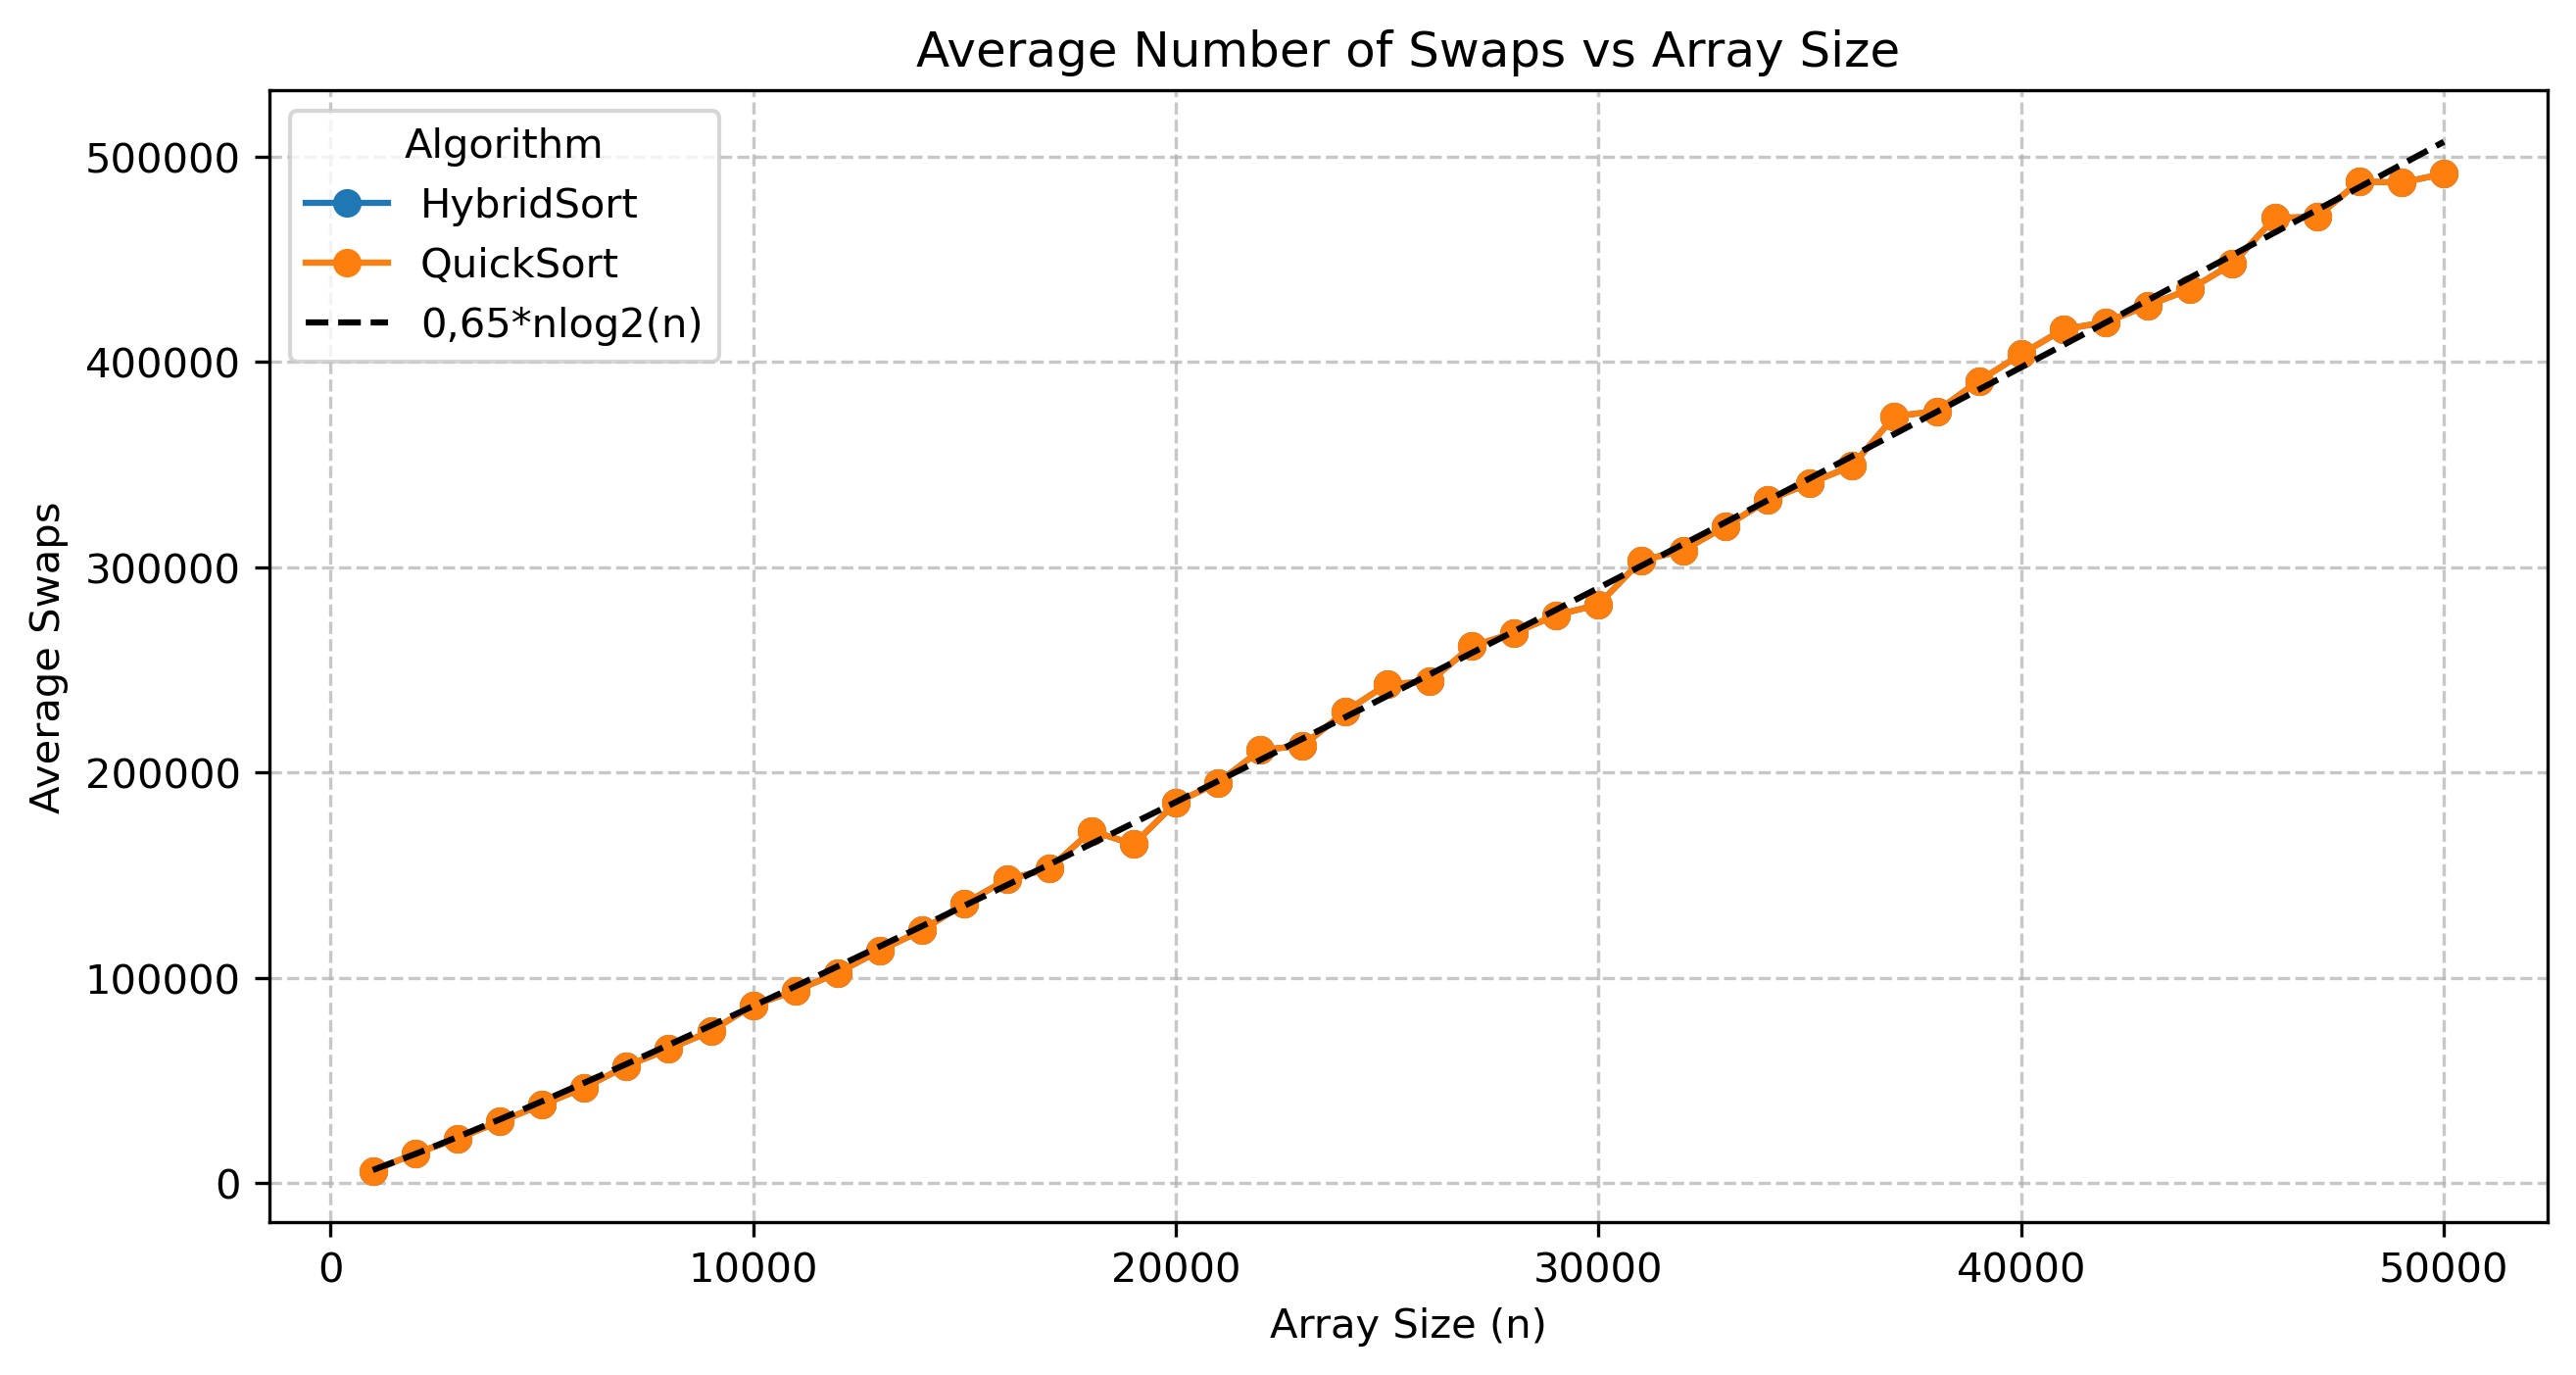 Average Number of Swaps vs Array Size
Algorithm
HybridSort
QuickSort
0,65*nlog2(n)
Average Swaps
500000
400000
300000
200000
100000
0
0 10000 20000 30000 40000 50000
Array Size (n)